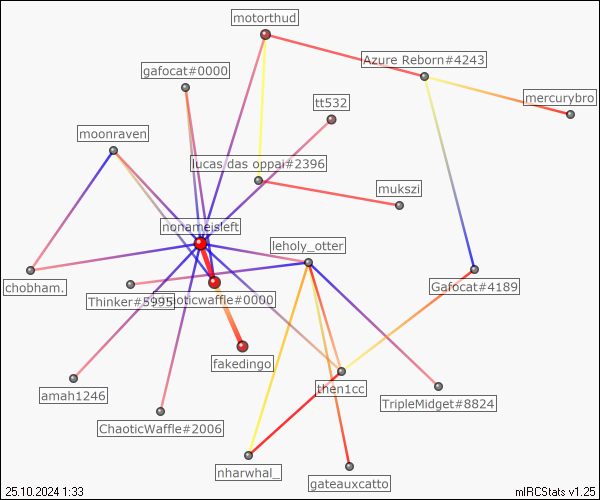 motorthud
Azure Reborn#4243
gafocat#0000
mercurybro
tt532
moonraven
lucas das oppai#2396
mukszi
nonameisleft
leholy_otter
chobham.
Thinker#5995
#0000
Gafocat#4189
fakedingo
then1cc
amah1246
TripleMidget#8824
ChaoticWaffle#2006
nharwhal_
gateauxcatto
25.10.2024 1:33
mIRCStats v1.25